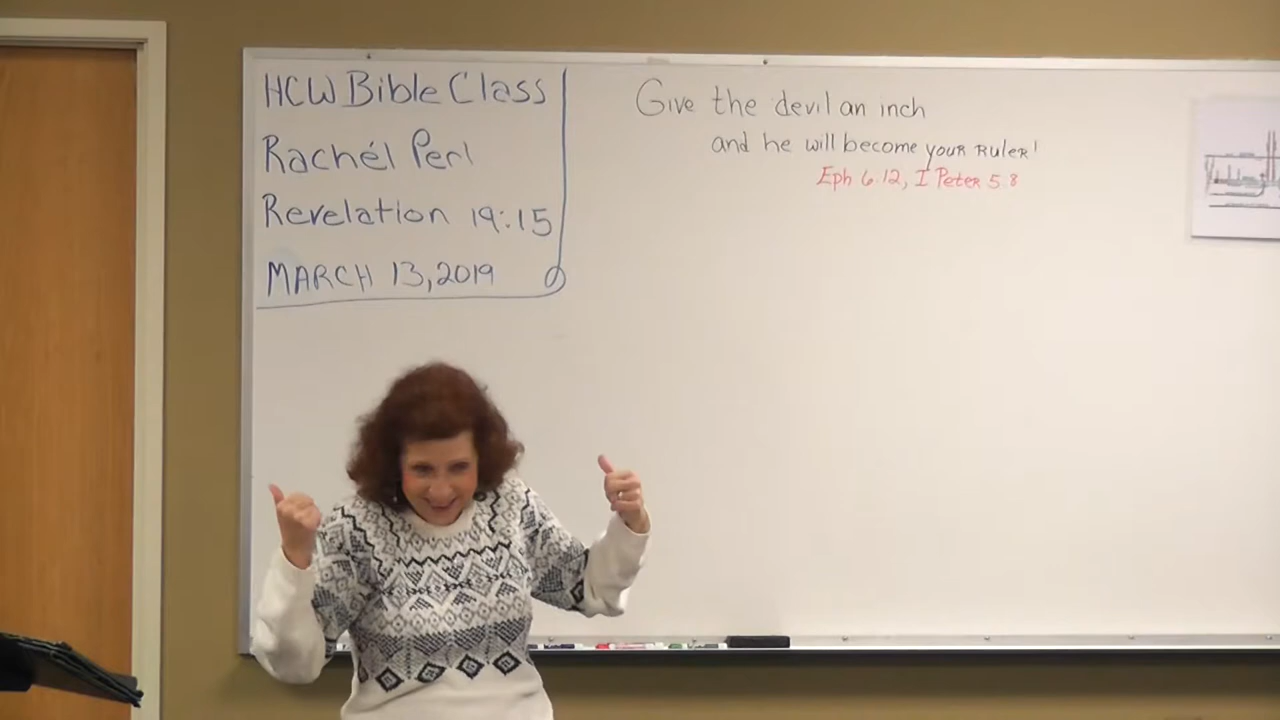 HCW Bible Class
Rachél Perl
Revelation 19:15
MARCH 13, 2019
Give the devil an inch
and he will become your RULER!
Eph 6:12, I Peter 5:8